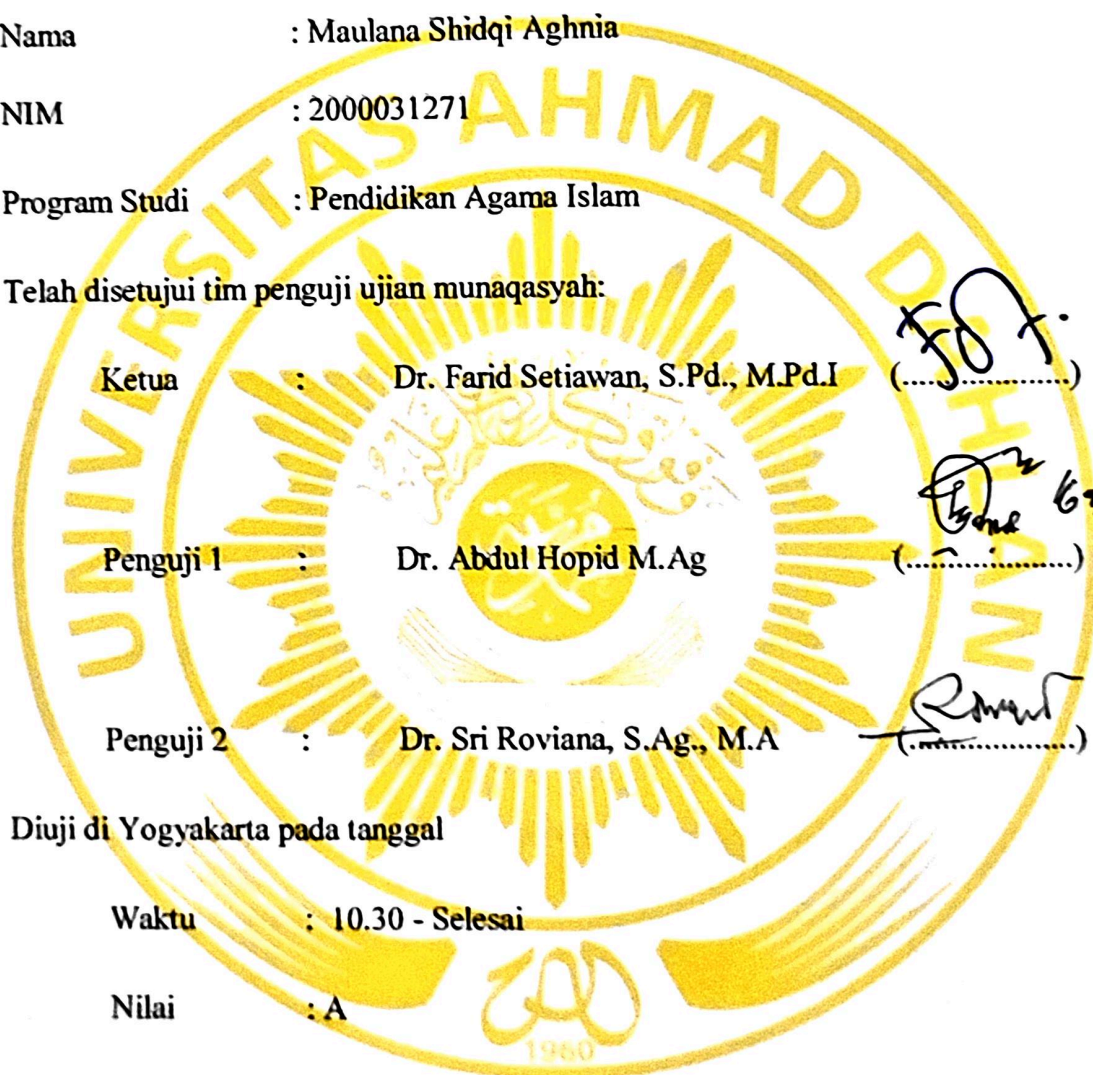 Nama : Maulana Shidqi Aghnia
NIM : 2000031271
Program Studi : Pendidikan Agama Islam
Telah disetujui tim penguji ujian munaqasyah:
Ketua : Dr. Farid Setiawan, S.Pd., M.Pd.I (.....................)
Penguji 1 : Dr. Abdul Hopid M.Ag (.....................)
Penguji 2 : Dr. Sri Roviana, S.Ag., M.A (.....................)
Diuji di Yogyakarta pada tanggal
Waktu : 10.30 - Selesai
Nilai : A
UNIVERSITAS AHMAD DAHLAN
1960